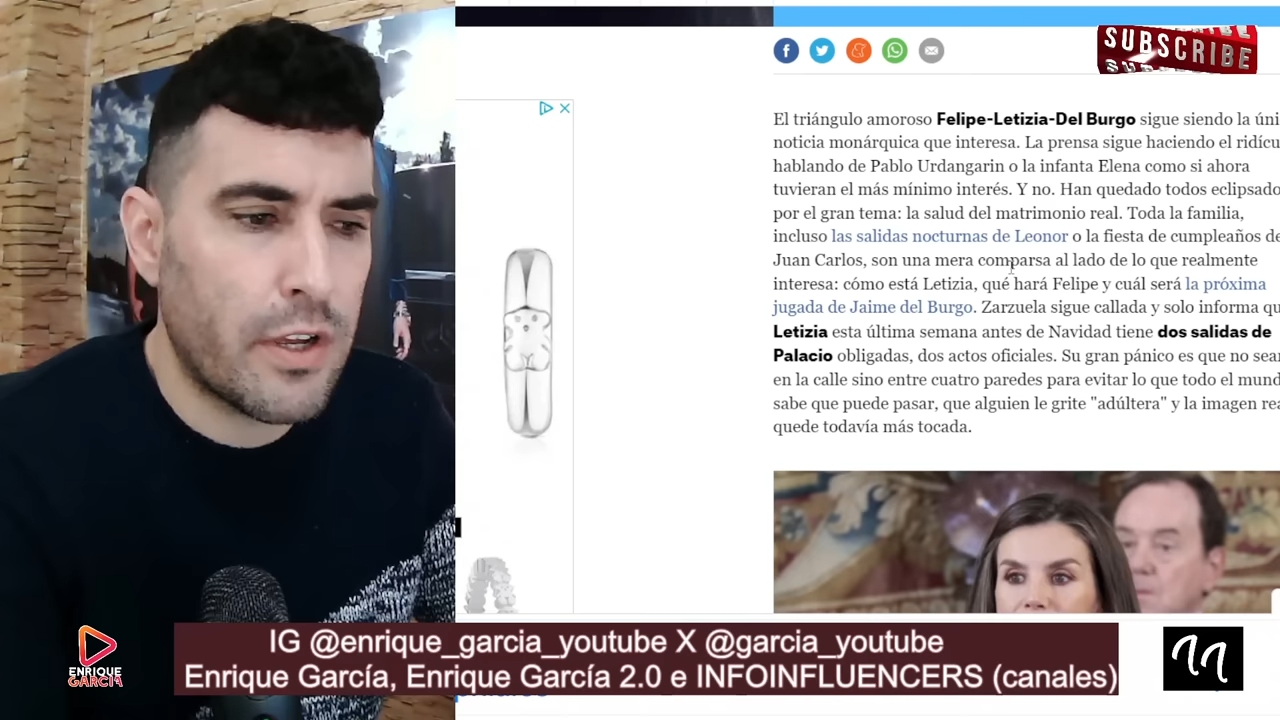 SUBSCRIBE
El triángulo amoroso Felipe-Letizia-Del Burgo sigue siendo la úni
noticia monárquica que interesa. La prensa sigue haciendo el ridícu
hablando de Pablo Urdangarin o la infanta Elena como si ahora
tuvieran el más mínimo interés. Y no. Han quedado todos eclipsado
por el gran tema: la salud del matrimonio real. Toda la familia,
incluso las salidas nocturnas de Leonor o la fiesta de cumpleaños de
Juan Carlos, son una mera comparsa al lado de lo que realmente
interesa: cómo está Letizia, qué hará Felipe y cuál será la próxima
jugada de Jaime del Burgo. Zarzuela sigue callada y solo informa qu
Letizia esta última semana antes de Navidad tiene dos salidas de
Palacio obligadas, dos actos oficiales. Su gran pánico es que no sean
en la calle sino entre cuatro paredes para evitar lo que todo el mund
sabe que puede pasar, que alguien le grite "adúltera" y la imagen rea
quede todavía más tocada.
IG @enrique_garcia_youtube X @garcia_youtube
Enrique García, Enrique García 2.0 e INFOINFLUENCERS (canales)
ENRIQUE
GARCÍA